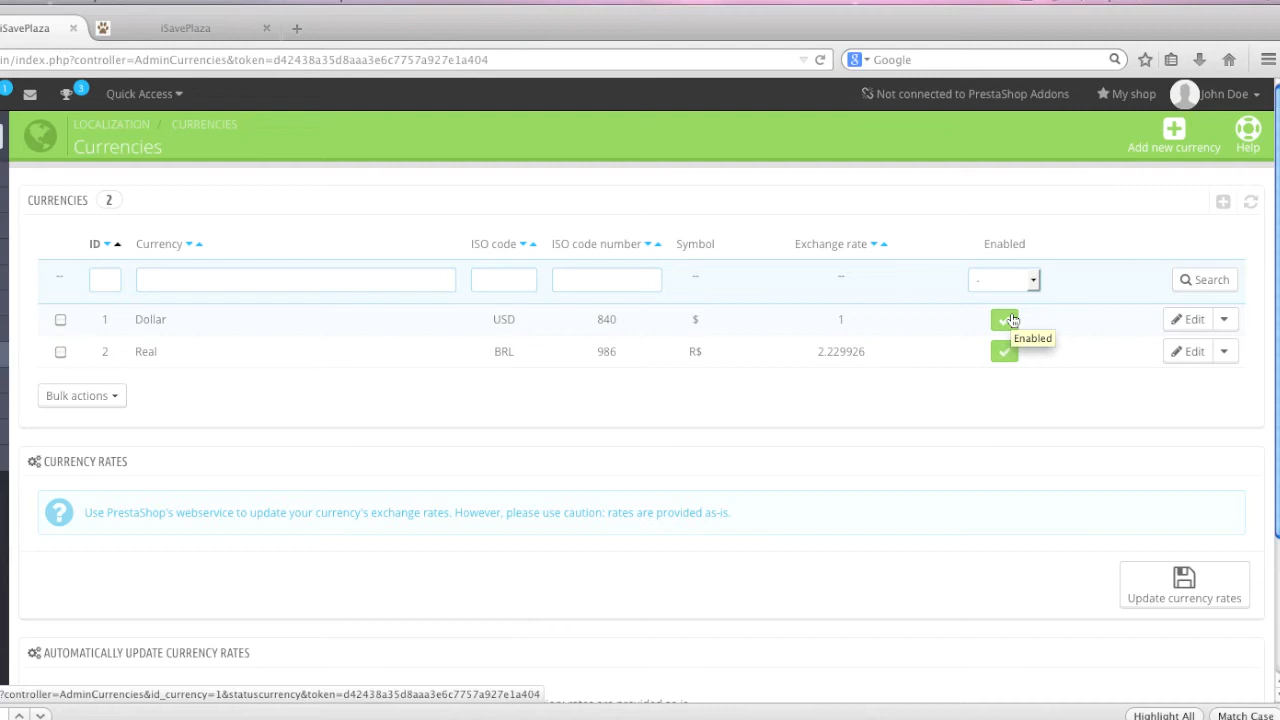 iSavePlaza
iSavePlaza
in/index.php?controller=AdminCurrencies&token=d42438a35d8aaa3e6c7757a927e1a404
Google
1
3
Quick Access
Not connected to PrestaShop Addons
My shop
John Doe
LOCALIZATION / CURRENCIES
Currencies
Add new currency
Help
CURRENCIES 2
ID Currency ISO code ISO code number Symbol Exchange rate Enabled
-- -- -- - Search
1 Dollar USD 840 $ 1 Edit
Enabled
2 Real BRL 986 R$ 2.229926 Edit
Bulk actions
CURRENCY RATES
? Use PrestaShop's webservice to update your currency's exchange rates. However, please use caution: rates are provided as-is.
Update currency rates
AUTOMATICALLY UPDATE CURRENCY RATES
?controller=AdminCurrencies&id_currency=1&statuscurrency&token=d42438a35d8aaa3e6c7757a927e1a404
Highlight All Match Case